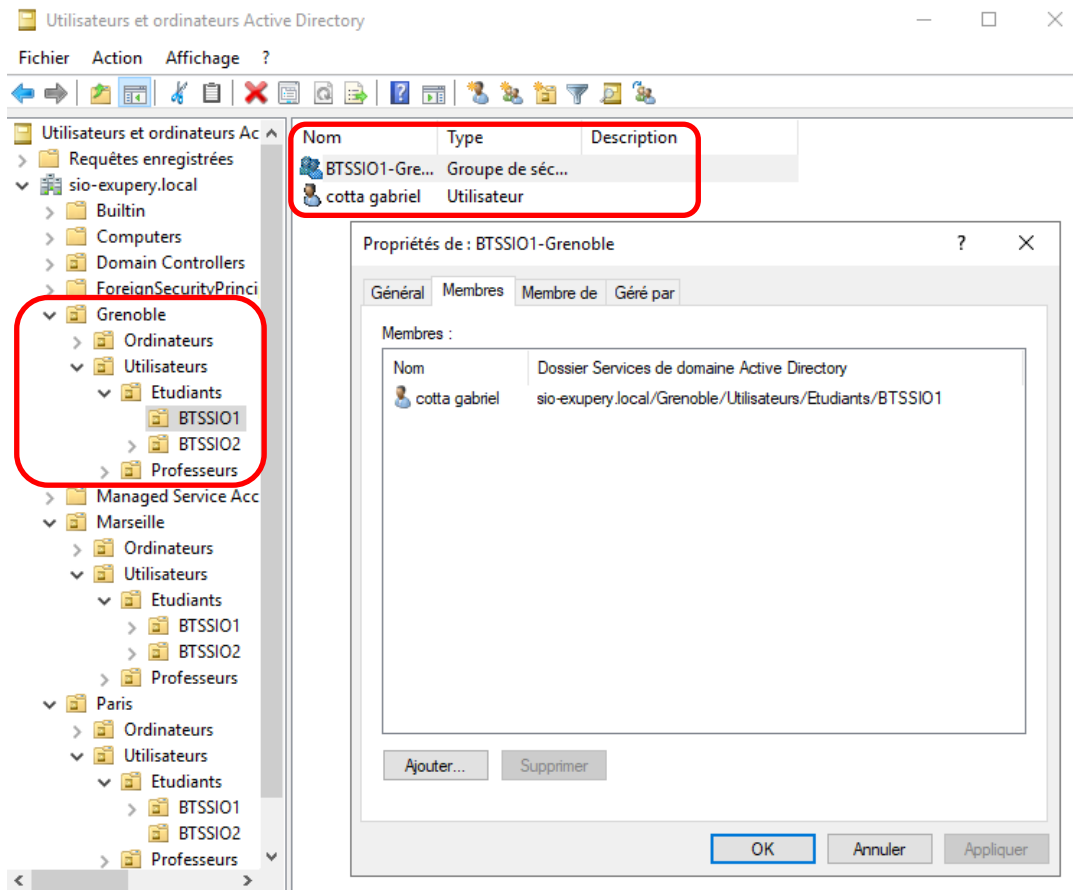 Utilisateurs et ordinateurs Active Directory
Fichier Action Affichage ?
Utilisateurs et ordinateurs Ac
Requêtes enregistrées
sio-exupery.local
Builtin
Computers
Domain Controllers
ForeignSecurityPrinci
Grenoble
Ordinateurs
Utilisateurs
Etudiants
BTSSIO1
BTSSIO2
Professeurs
Managed Service Acc
Marseille
Ordinateurs
Utilisateurs
Etudiants
BTSSIO1
BTSSIO2
Professeurs
Paris
Ordinateurs
Utilisateurs
Etudiants
BTSSIO1
BTSSIO2
Professeurs
Nom Type Description
BTSSIO1-Gre... Groupe de séc...
cotta gabriel Utilisateur
Propriétés de : BTSSIO1-Grenoble ?
Général Membres Membre de Géré par
Membres :
Nom Dossier Services de domaine Active Directory
cotta gabriel sio-exupery.local/Grenoble/Utilisateurs/Etudiants/BTSSIO1
Ajouter... Supprimer
OK Annuler Appliquer